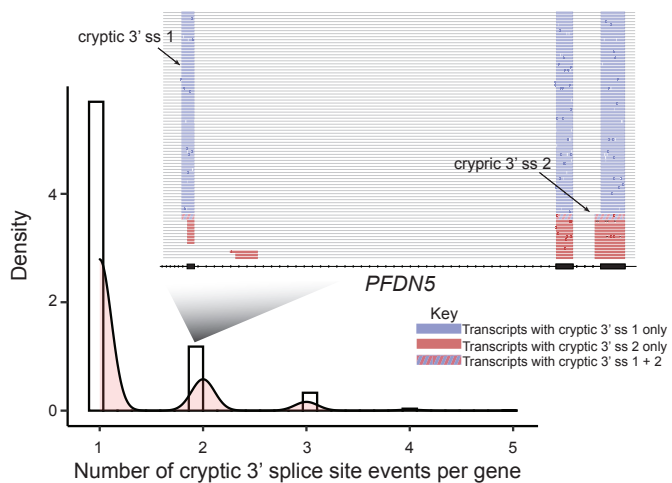 cryptic 3' ss 1
crypric 3' ss 2
PFDN5
Key
Transcripts with cryptic 3' ss 1 only
Transcripts with cryptic 3' ss 2 only
Transcripts with cryptic 3' ss 1 + 2
Density
4
2
0
1 2 3 4 5
Number of cryptic 3' splice site events per gene